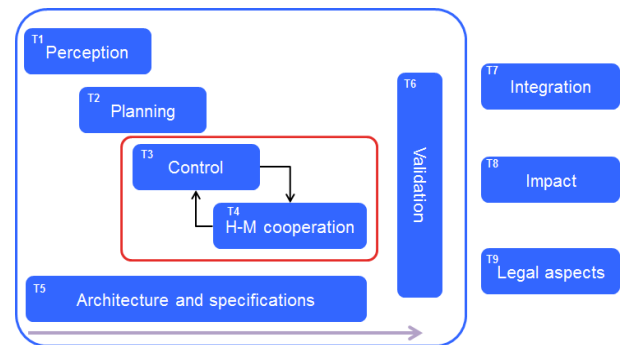 T1
Perception
T2
Planning
T3
Control
T4
H-M cooperation
T5
Architecture and specifications
T6
Validation
T7
Integration
T8
Impact
T9
Legal aspects